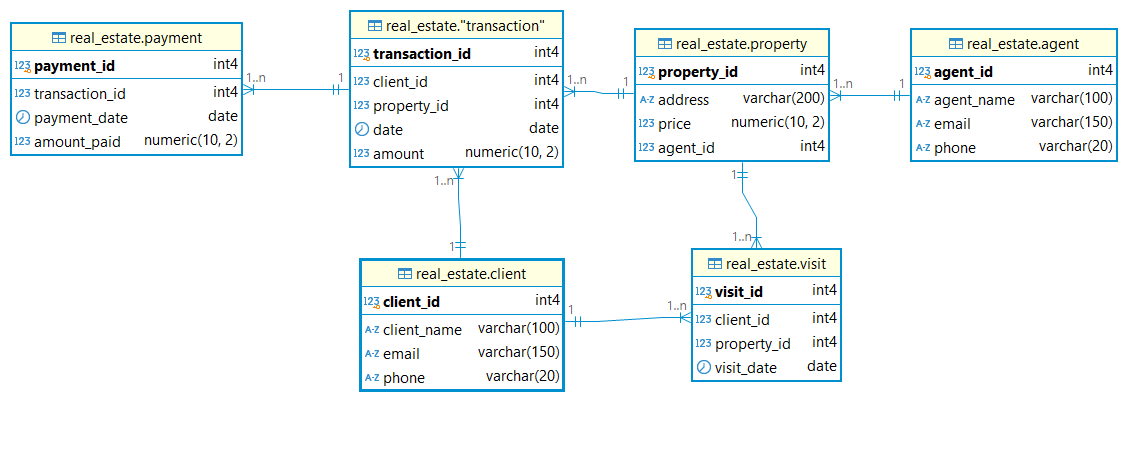 real_estate.payment
payment_id int4
transaction_id int4
payment_date date
amount_paid numeric(10, 2)
1..n 1
real_estate."transaction"
transaction_id int4
client_id int4
property_id int4
date date
amount numeric(10, 2)
1..n 1
real_estate.property
property_id int4
address varchar(200)
price numeric(10, 2)
agent_id int4
1..n 1
real_estate.agent
agent_id int4
agent_name varchar(100)
email varchar(150)
phone varchar(20)
1..n
1
1
1..n
real_estate.client
client_id int4
client_name varchar(100)
email varchar(150)
phone varchar(20)
1 1..n
real_estate.visit
visit_id int4
client_id int4
property_id int4
visit_date date